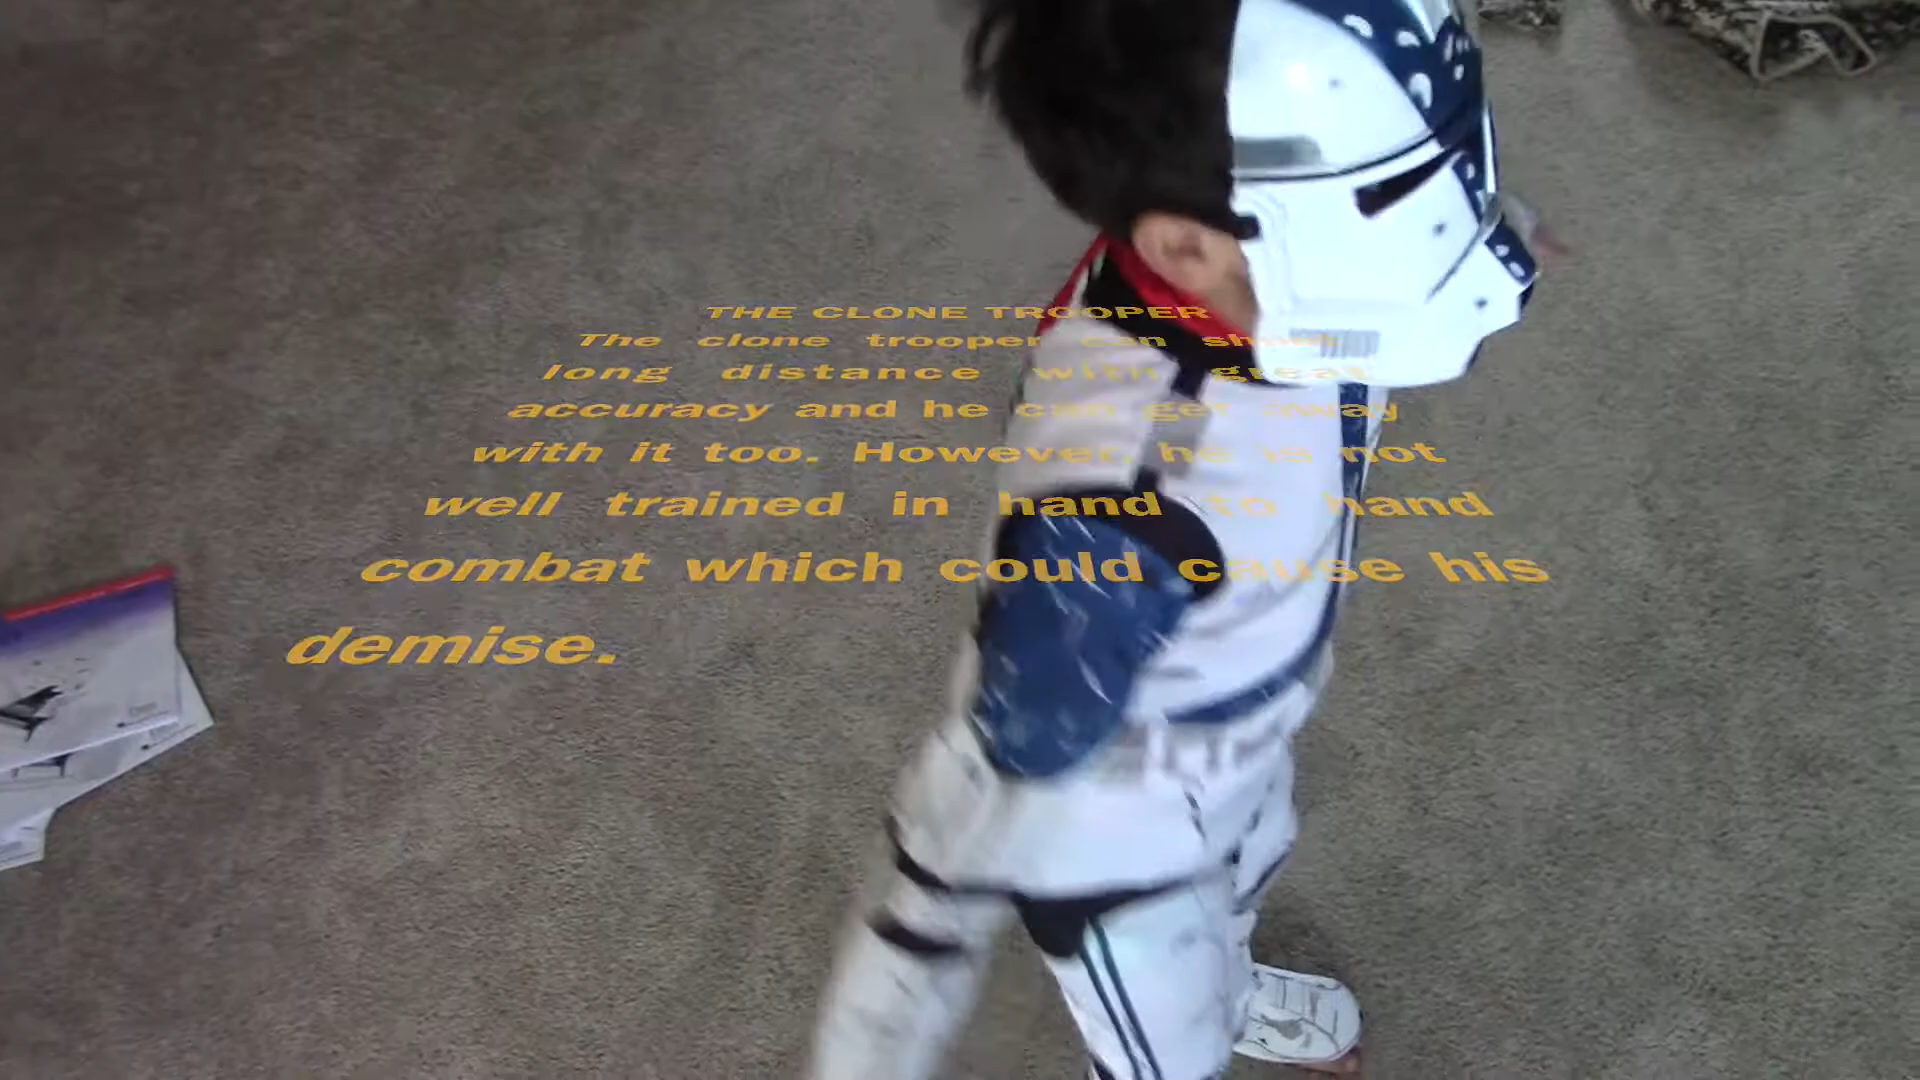 THE CLONE TROOPER
The clone trooper can shoot
long distance with great
accuracy and he can get away
with it too. However, he is not
well trained in hand to hand
combat which could cause his
demise.